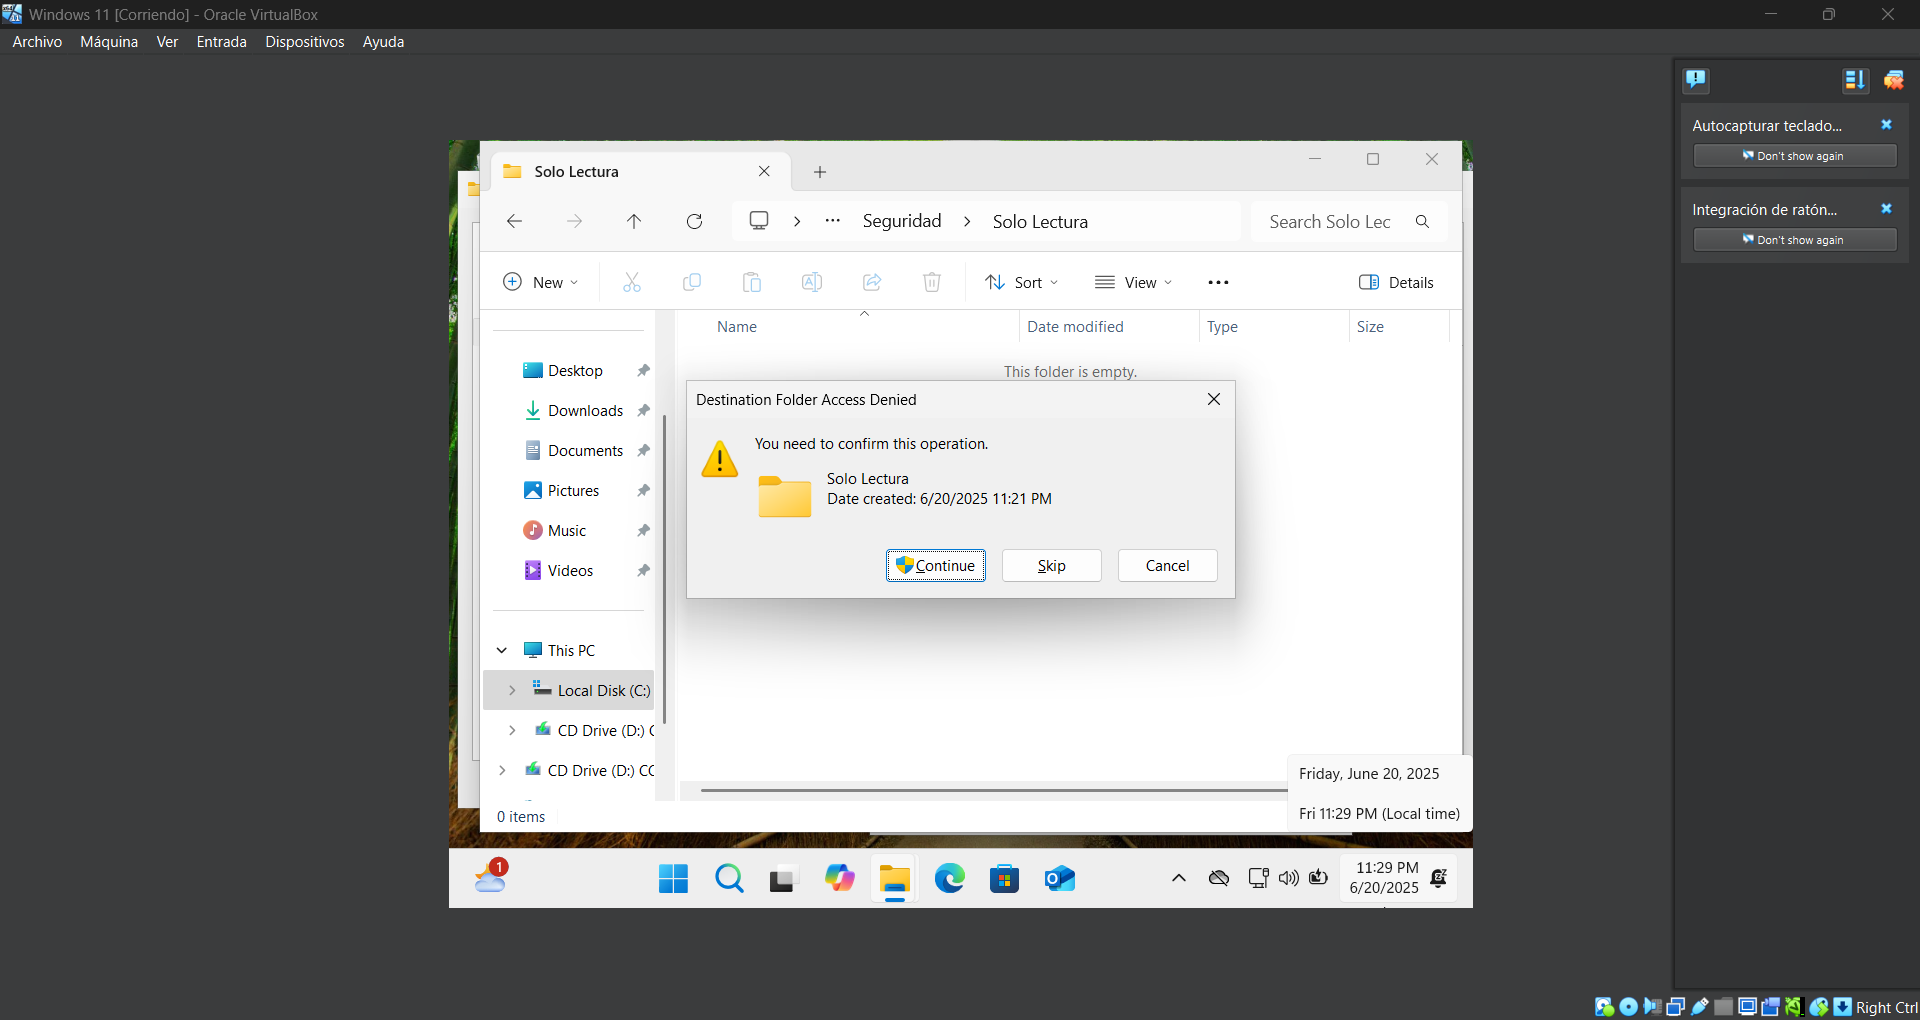 Windows 11 [Corriendo] - Oracle VirtualBox
Archivo Máquina Ver Entrada Dispositivos Ayuda
Autocapturar teclado...
Don't show again
Integración de ratón...
Don't show again
Solo Lectura
Seguridad > Solo Lectura
Search Solo Lec
New Sort View Details
Name Date modified Type Size
This folder is empty.
Desktop
Downloads
Documents
Pictures
Music
Videos
This PC
Local Disk (C:)
CD Drive (D:) C
CD Drive (D:) CC
0 items
Destination Folder Access Denied
You need to confirm this operation.
Solo Lectura
Date created: 6/20/2025 11:21 PM
Continue Skip Cancel
Friday, June 20, 2025
Fri 11:29 PM (Local time)
1
11:29 PM
6/20/2025
Right Ctrl